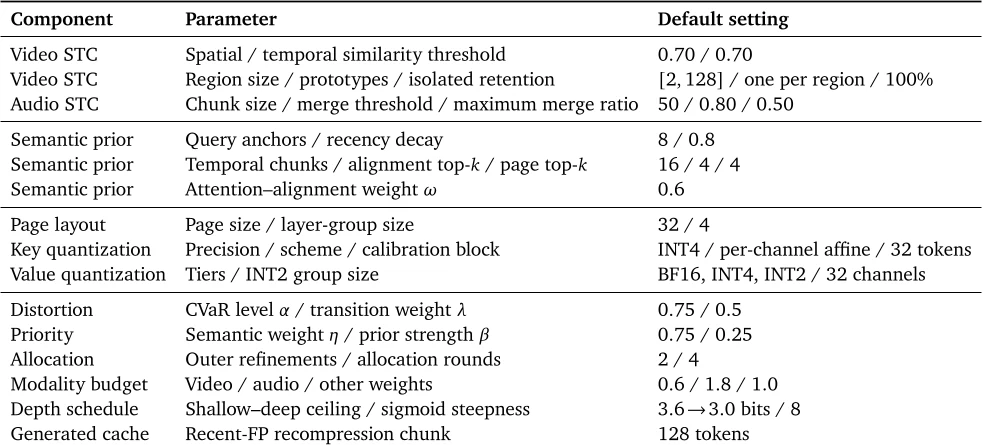 Component Parameter Default setting
Video STC Spatial / temporal similarity threshold 0.70 / 0.70
Video STC Region size / prototypes / isolated retention [2, 128] / one per region / 100%
Audio STC Chunk size / merge threshold / maximum merge ratio 50 / 0.80 / 0.50
Semantic prior Query anchors / recency decay 8 / 0.8
Semantic prior Temporal chunks / alignment top-k / page top-k 16 / 4 / 4
Semantic prior Attention–alignment weight ω 0.6
Page layout Page size / layer-group size 32 / 4
Key quantization Precision / scheme / calibration block INT4 / per-channel affine / 32 tokens
Value quantization Tiers / INT2 group size BF16, INT4, INT2 / 32 channels
Distortion CVaR level α / transition weight λ 0.75 / 0.5
Priority Semantic weight η / prior strength β 0.75 / 0.25
Allocation Outer refinements / allocation rounds 2 / 4
Modality budget Video / audio / other weights 0.6 / 1.8 / 1.0
Depth schedule Shallow–deep ceiling / sigmoid steepness 3.6→3.0 bits / 8
Generated cache Recent-FP recompression chunk 128 tokens